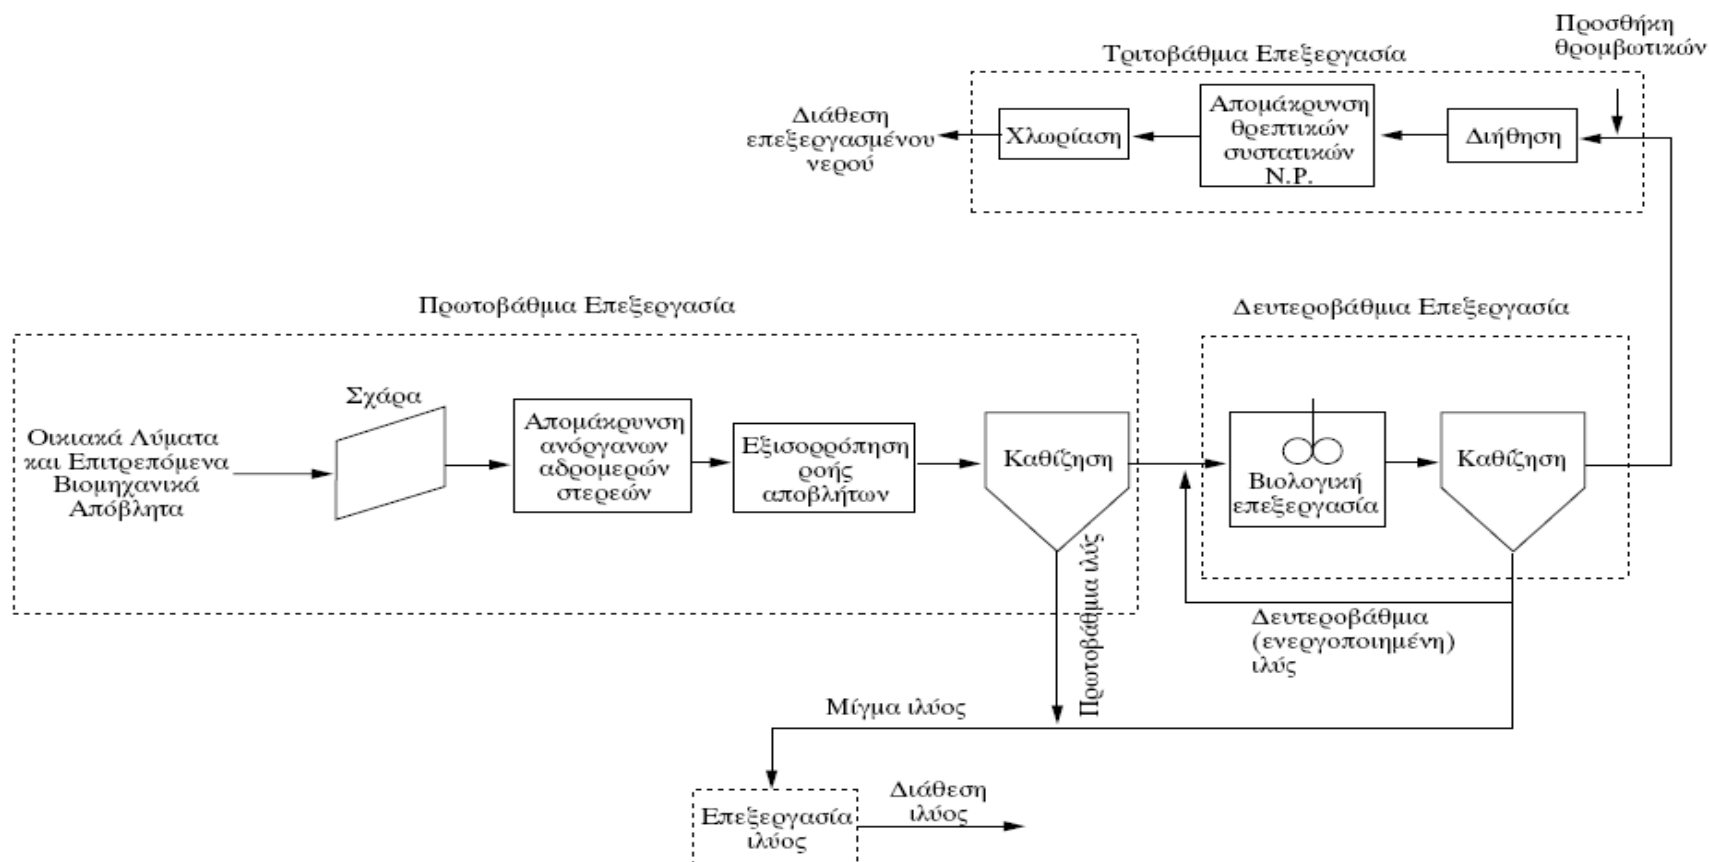 Προσθήκη
θρομβωτικών
Τριτοβάθμια Επεξεργασία
Διάθεση
επεξεργασμένου
νερού
Χλωρίαση
Απομάκρυνση
θρεπτικών
συστατικών
N.P.
Διήθηση
Πρωτοβάθμια Επεξεργασία
Δευτεροβάθμια Επεξεργασία
Οικιακά Λύματα
και Επιτρεπόμενα
Βιομηχανικά
Απόβλητα
Σχάρα
Απομάκρυνση
ανόργανων
αδρομερών
στερεών
Εξισορρόπηση
ροής
αποβλήτων
Καθίζηση
Βιολογική
επεξεργασία
Καθίζηση
Πρωτοβάθμια ιλύς
Δευτεροβάθμια
(ενεργοποιημένη)
ιλύς
Μίγμα ιλύος
Επεξεργασία
ιλύος
Διάθεση
ιλύος